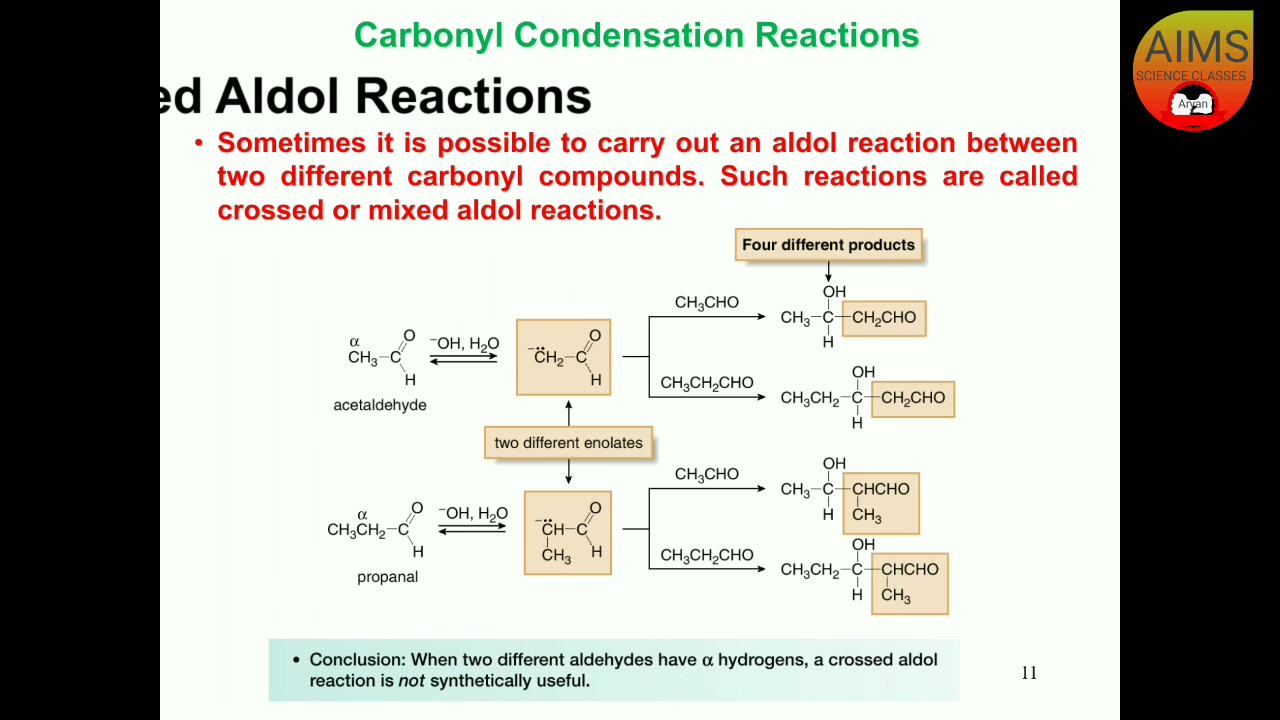 Carbonyl Condensation Reactions
AIMS
SCIENCE CLASSES
Aryan
ed Aldol Reactions
• Sometimes it is possible to carry out an aldol reaction between
two different carbonyl compounds. Such reactions are called
crossed or mixed aldol reactions.
Four different products
OH
CH₃CHO
CH₃–C–CH₂CHO
H
α
CH₃–C
O
H
⁻OH, H₂O
⁻C̈H₂–C
O
H
acetaldehyde
CH₃CH₂CHO
OH
CH₃CH₂–C–CH₂CHO
H
two different enolates
CH₃CHO
OH
CH₃–C–CHCHO
H CH₃
α
CH₃CH₂–C
O
H
⁻OH, H₂O
⁻C̈H–C
O
CH₃ H
propanal
CH₃CH₂CHO
OH
CH₃CH₂–C–CHCHO
H CH₃
• Conclusion: When two different aldehydes have α hydrogens, a crossed aldol
reaction is not synthetically useful.
11